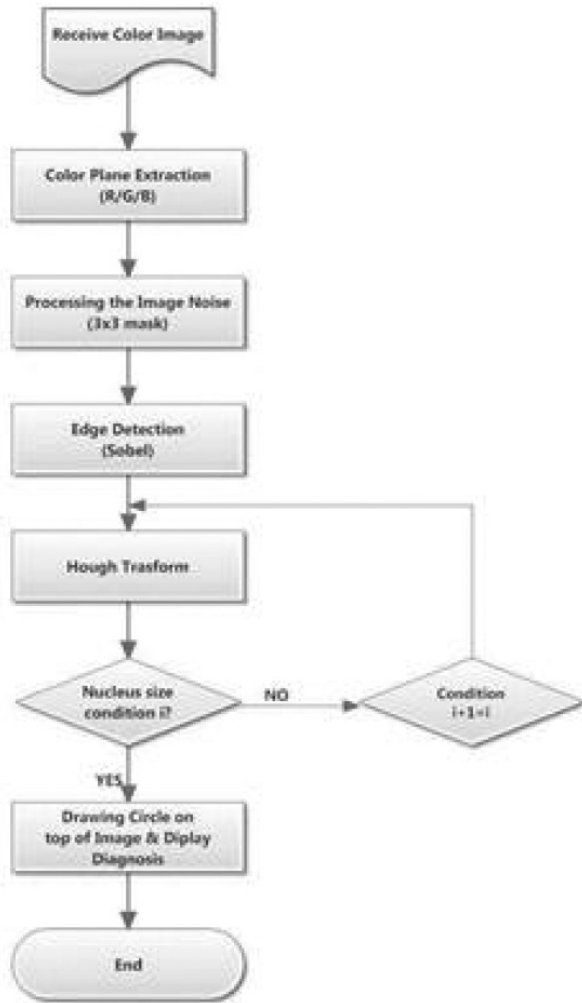 Receive Color Image
Color Plane Extraction
(R/G/B)
Processing the Image Noise
(3x3 mask)
Edge Detection
(Sobel)
Hough Trasform
Nucleus size
condition i?
NO
Condition
i+1=i
YES
Drawing Circle on
top of Image & Diplay
Diagnosis
End